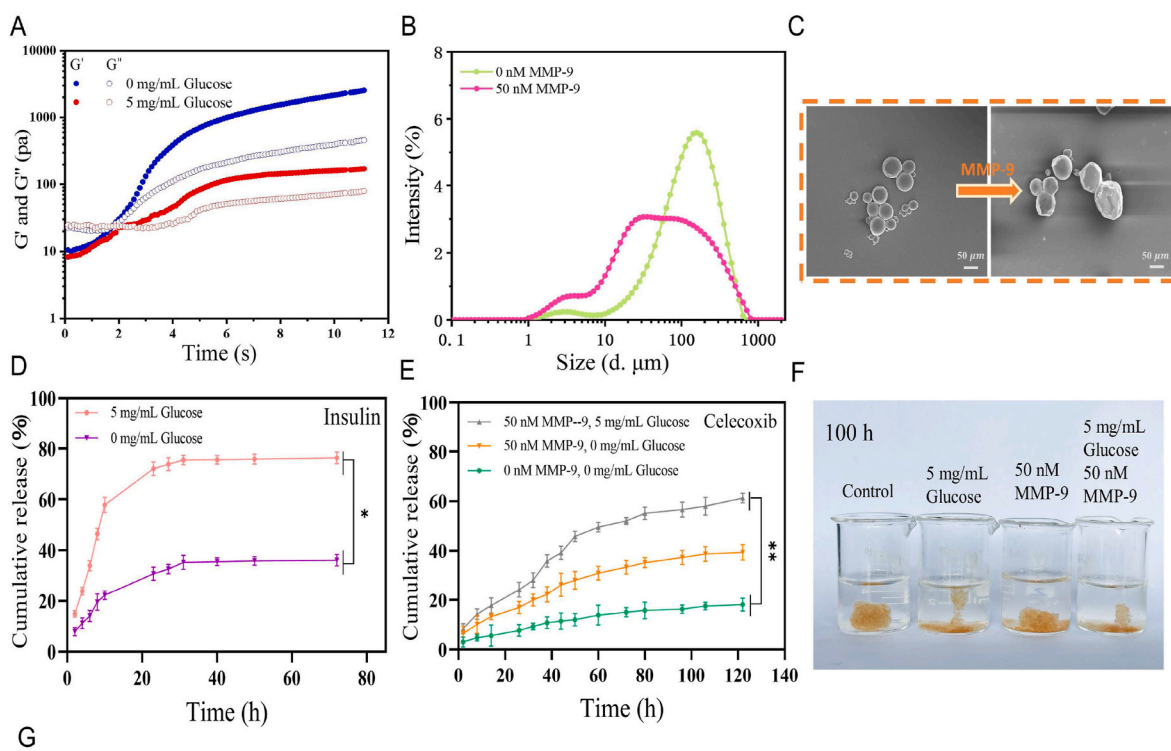 A
G' G''
0 mg/mL Glucose
5 mg/mL Glucose
G' and G'' (pa)
10000
1000
100
10
1
0 2 4 6 8 10 12
Time (s)
B
0 nM MMP-9
50 nM MMP-9
Intensity (%)
8
6
4
2
0
0. 1 1 10 100 1000
Size (d. μm)
C
MMP-9
50 μm
50 μm
D
5 mg/mL Glucose
0 mg/mL Glucose
Insulin
Cumulative release (%)
100
80
60
40
20
0
*
0 20 40 60 80
Time (h)
E
50 nM MMP--9, 5 mg/mL Glucose
50 nM MMP-9, 0 mg/mL Glucose
0 nM MMP-9, 0 mg/mL Glucose
Celecoxib
Cumulative release (%)
100
80
60
40
20
0
**
0 20 40 60 80 100 120 140
Time (h)
F
100 h
Control
5 mg/mL
Glucose
50 nM
MMP-9
5 mg/mL
Glucose
50 nM
MMP-9
G